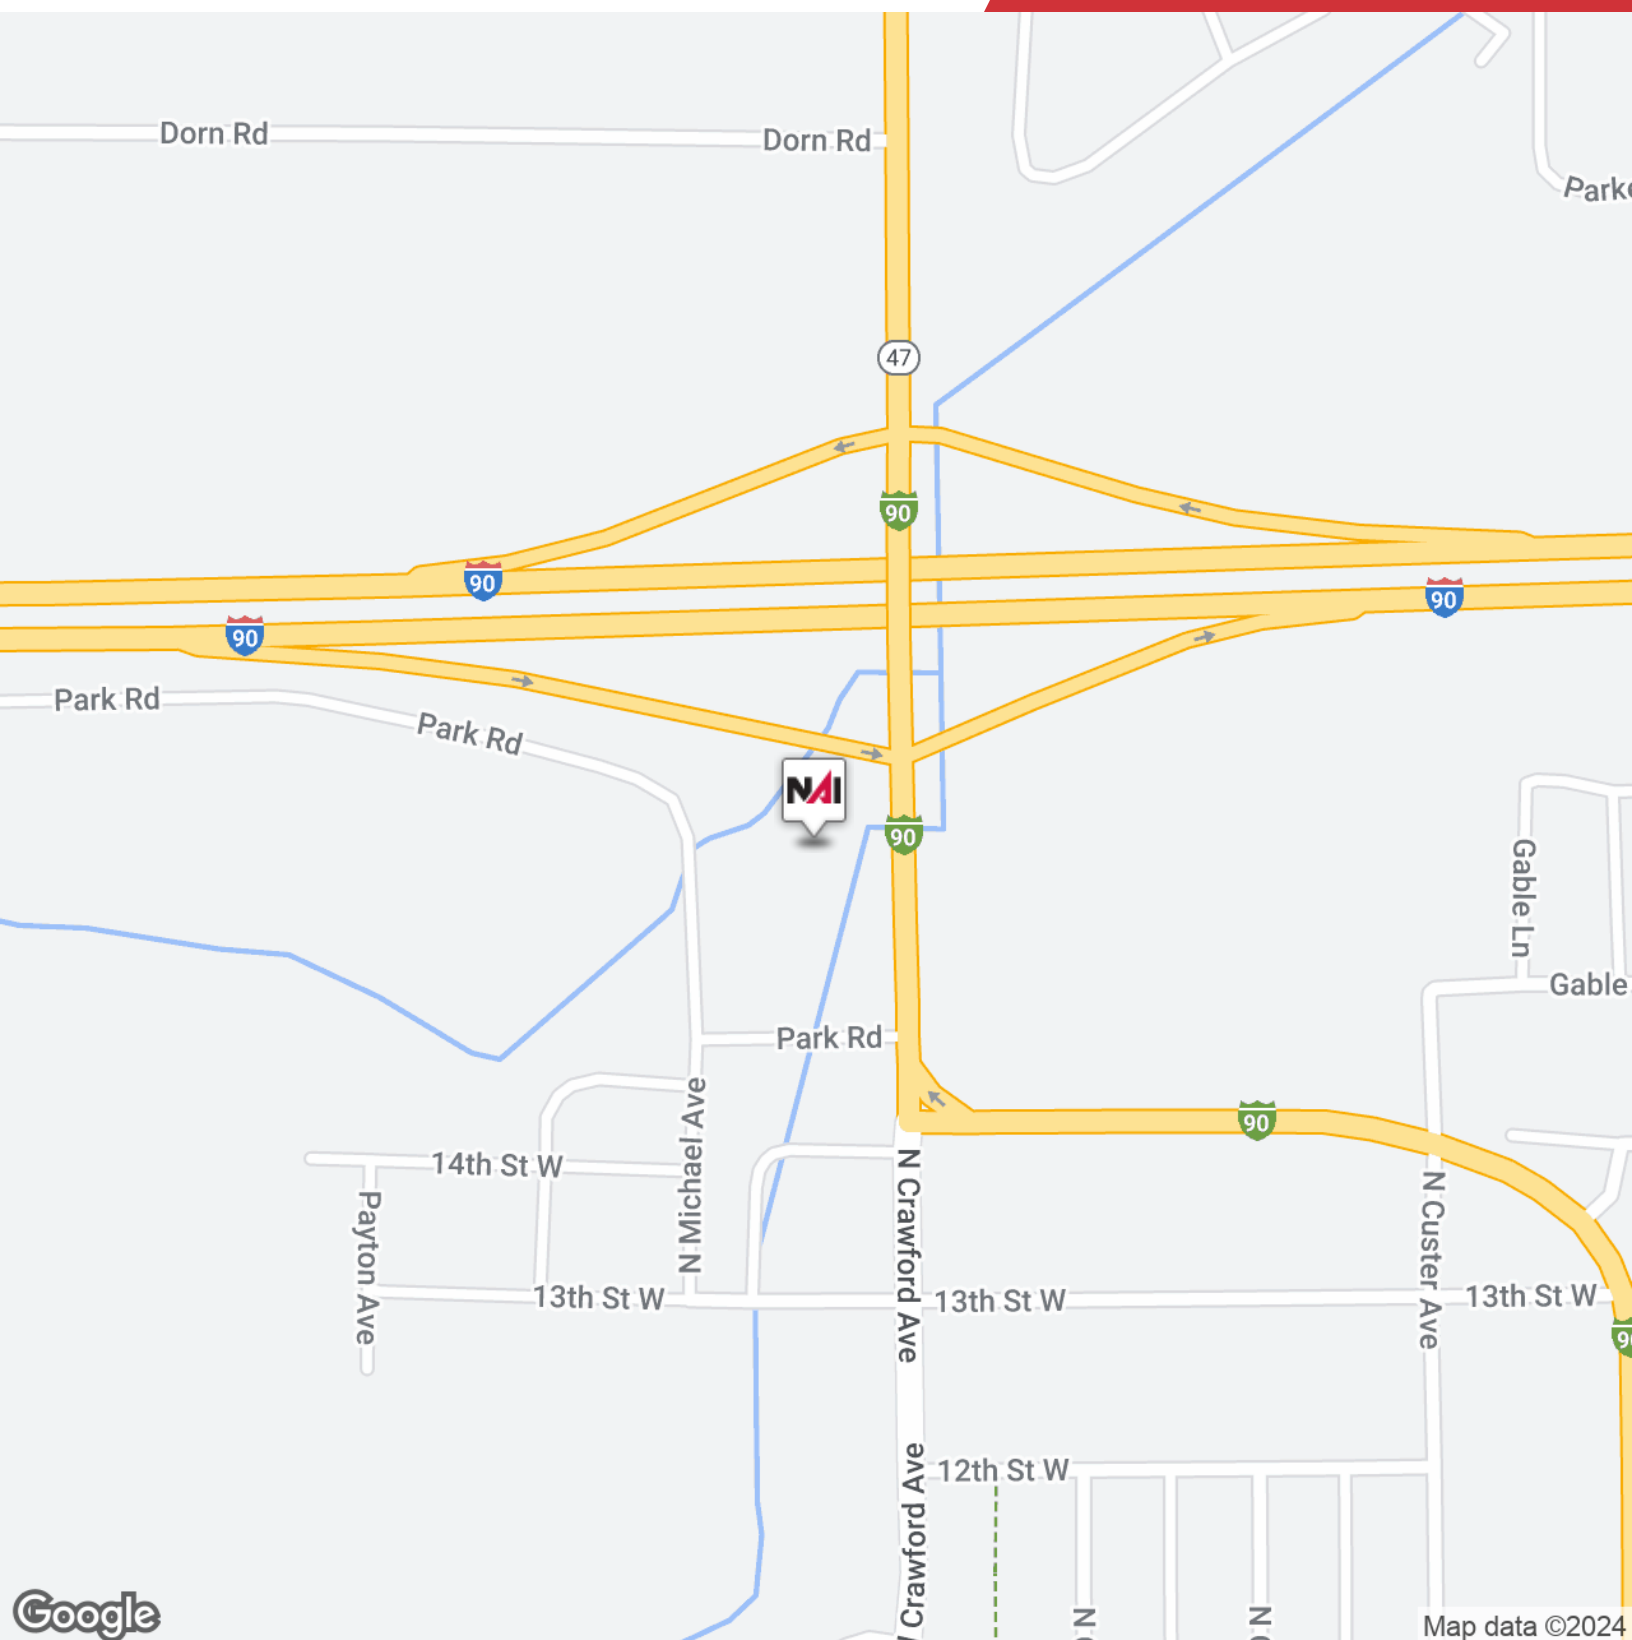 Dorn Rd
Dorn Rd
Parke
47
90
90
90
90
Park Rd
Park Rd
NAI
90
Gable Ln
Gable
Park Rd
90
N Michael Ave
14th St W
Payton Ave
N Crawford Ave
N Custer Ave
13th St W
13th St W
13th St W
90
N Crawford Ave
12th St W
N
N
Google
Map data ©2024